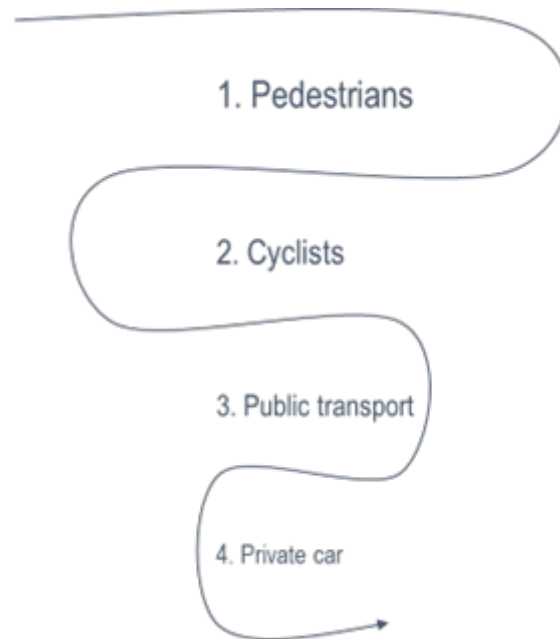 1. Pedestrians
2. Cyclists
3. Public transport
4. Private car